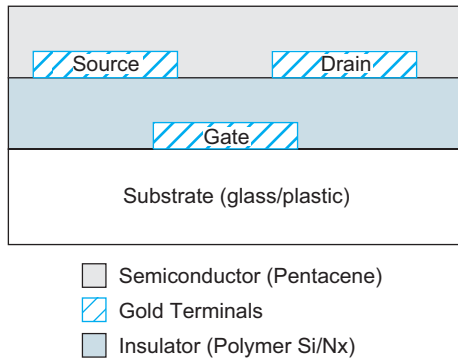 Source
Drain
Gate
Substrate (glass/plastic)
Semiconductor (Pentacene)
Gold Terminals
Insulator (Polymer Si/Nx)